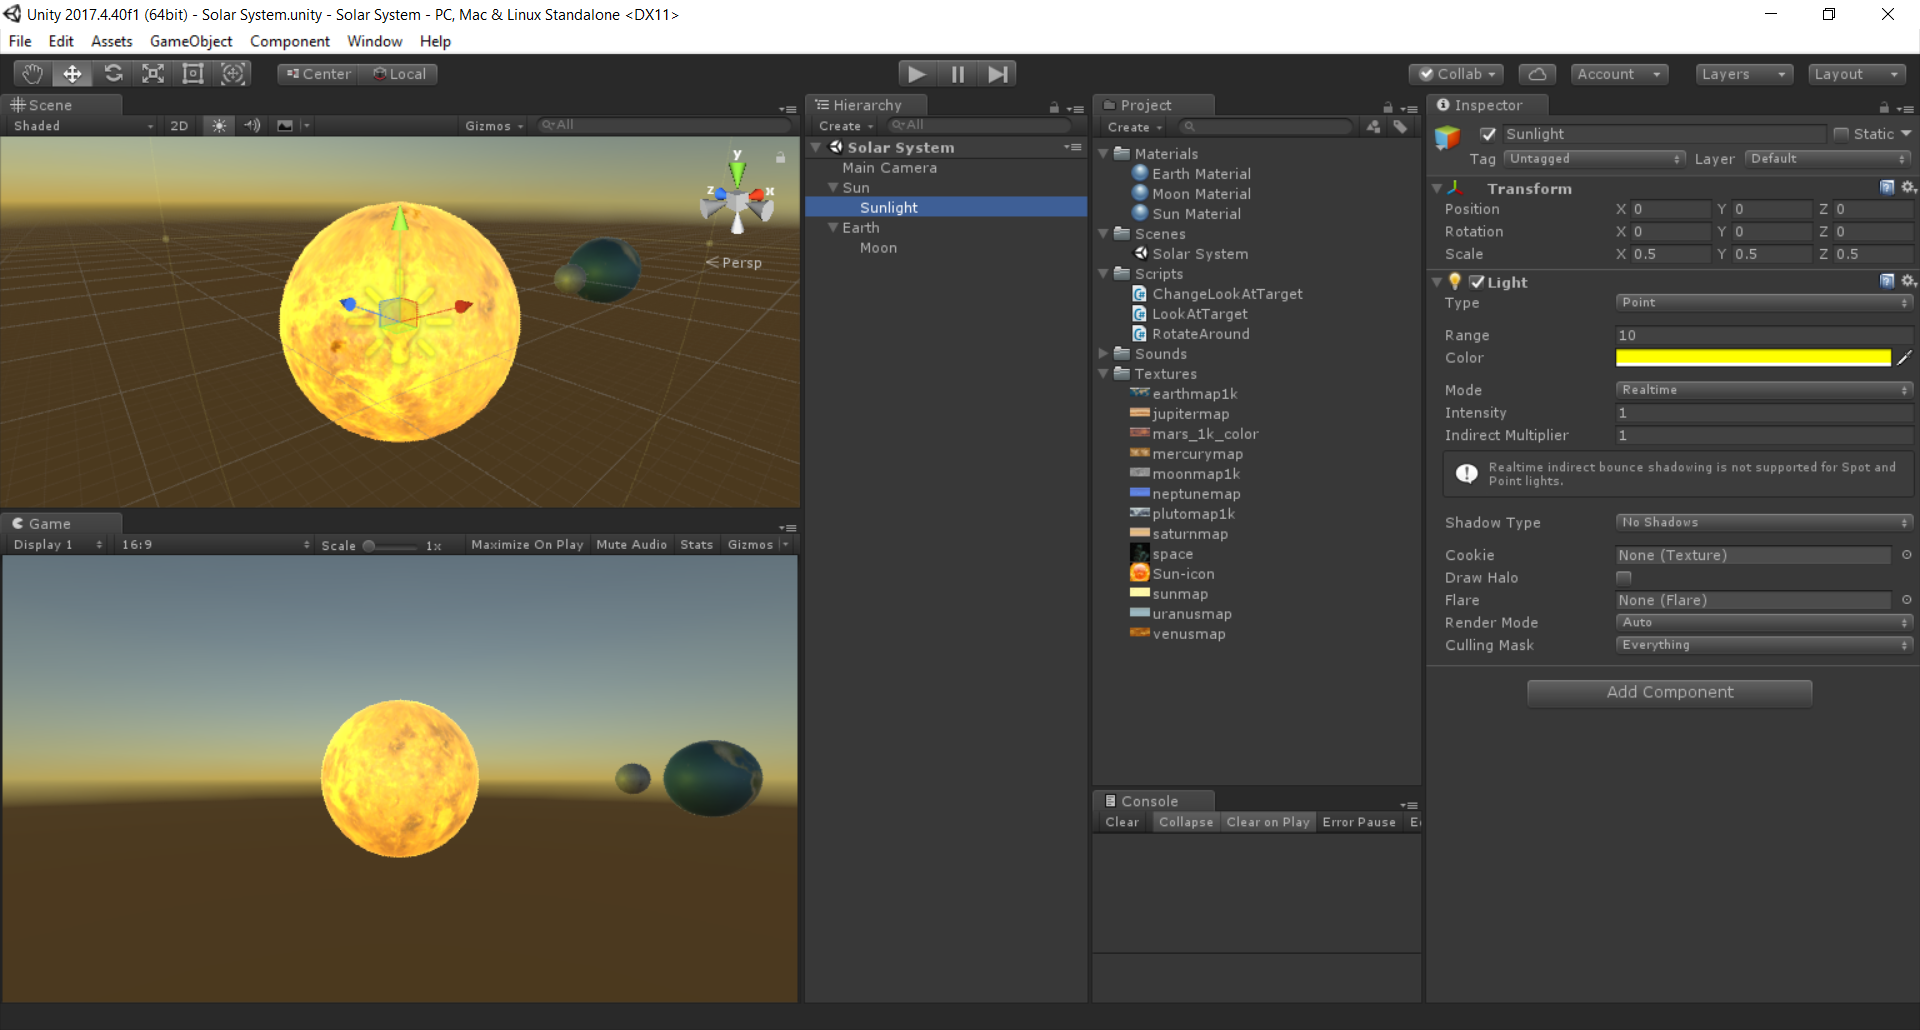 Unity 2017.4.40f1 (64bit) - Solar System.unity - Solar System - PC, Mac & Linux Standalone <DX11>
File Edit Assets GameObject Component Window Help
Center Local
Collab Account Layers Layout
Scene
Shaded 2D Gizmos All
y
z x
Persp
Game
Display 1 16:9 Scale 1x Maximize On Play Mute Audio Stats Gizmos
Hierarchy
Create All
Solar System
Main Camera
Sun
Sunlight
Earth
Moon
Project
Create
Materials
Earth Material
Moon Material
Sun Material
Scenes
Solar System
Scripts
ChangeLookAtTarget
LookAtTarget
RotateAround
Sounds
Textures
earthmap1k
jupitermap
mars_1k_color
mercurymap
moonmap1k
neptunemap
plutomap1k
saturnmap
space
Sun-icon
sunmap
uranusmap
venusmap
Console
Clear Collapse Clear on Play Error Pause
Inspector
Sunlight Static
Tag Untagged Layer Default
Transform
Position X 0 Y 0 Z 0
Rotation X 0 Y 0 Z 0
Scale X 0.5 Y 0.5 Z 0.5
Light
Type Point
Range 10
Color
Mode Realtime
Intensity 1
Indirect Multiplier 1
Realtime indirect bounce shadowing is not supported for Spot and
Point lights.
Shadow Type No Shadows
Cookie None (Texture)
Draw Halo
Flare None (Flare)
Render Mode Auto
Culling Mask Everything
Add Component